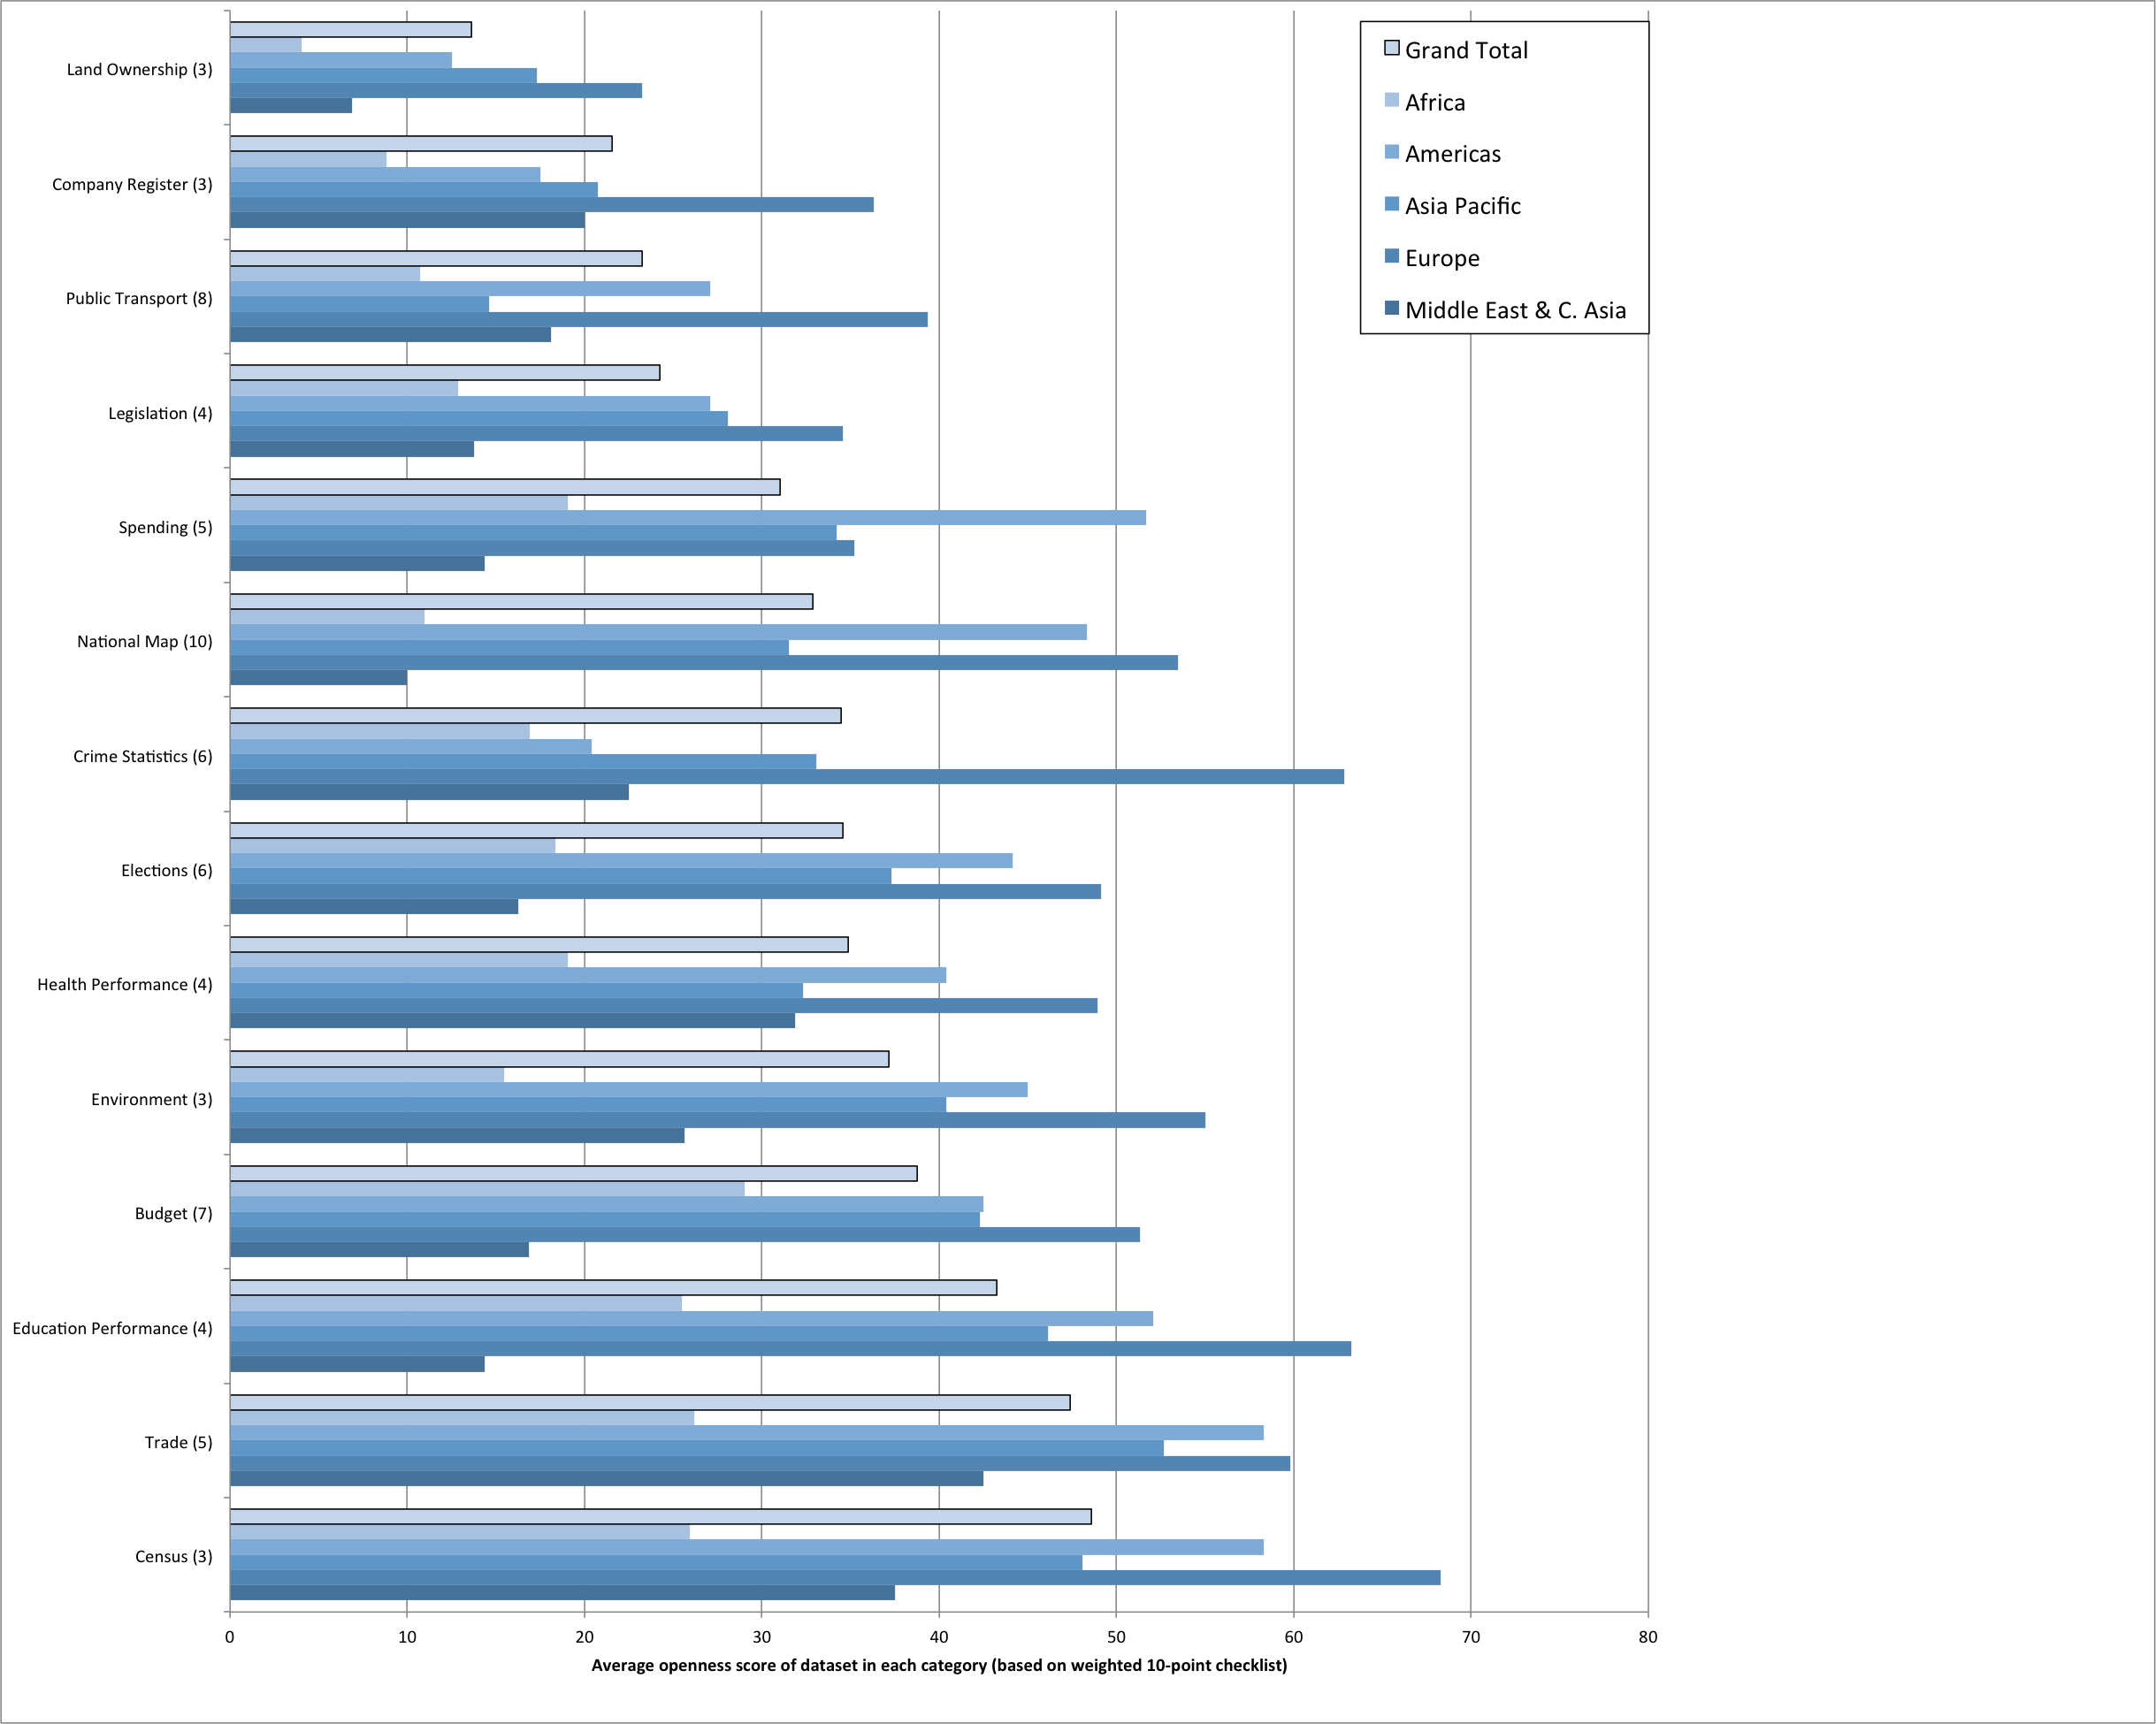 Land Ownership (3)
Company Register (3)
Public Transport (8)
Legislation (4)
Spending (5)
National Map (10)
Crime Statistics (6)
Elections (6)
Health Performance (4)
Environment (3)
Budget (7)
Education Performance (4)
Trade (5)
Census (3)
Grand Total
Africa
Americas
Asia Pacific
Europe
Middle East & C. Asia
0 10 20 30 40 50 60 70 80
Average openness score of dataset in each category (based on weighted 10-point checklist)